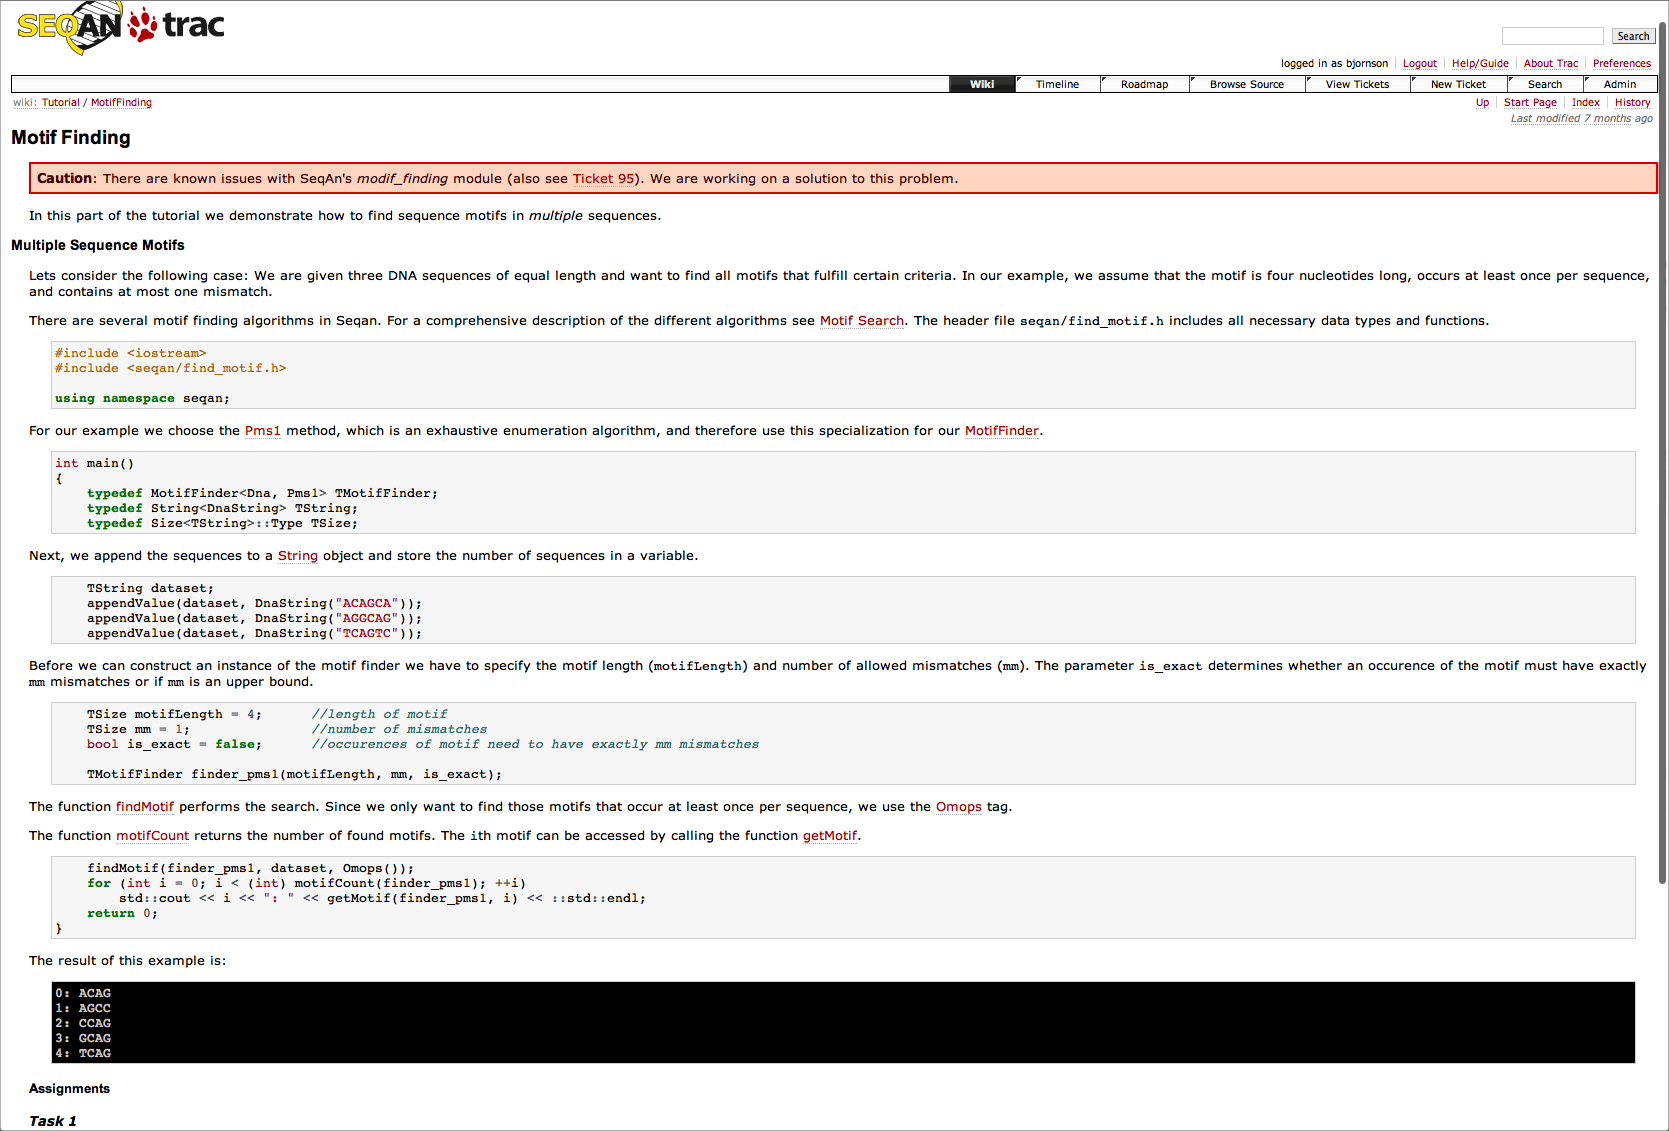 SEQAN trac
Search
logged in as bjornson Logout Help/Guide About Trac Preferences
Wiki Timeline Roadmap Browse Source View Tickets New Ticket Search Admin
wiki: Tutorial / MotifFinding
Up Start Page Index History
Last modified 7 months ago
Motif Finding
Caution: There are known issues with SeqAn's modif_finding module (also see Ticket 95). We are working on a solution to this problem.
In this part of the tutorial we demonstrate how to find sequence motifs in multiple sequences.
Multiple Sequence Motifs
Lets consider the following case: We are given three DNA sequences of equal length and want to find all motifs that fulfill certain criteria. In our example, we assume that the motif is four nucleotides long, occurs at least once per sequence,
and contains at most one mismatch.
There are several motif finding algorithms in Seqan. For a comprehensive description of the different algorithms see Motif Search. The header file seqan/find_motif.h includes all necessary data types and functions.
#include <iostream>
#include <seqan/find_motif.h>
using namespace seqan;
For our example we choose the Pms1 method, which is an exhaustive enumeration algorithm, and therefore use this specialization for our MotifFinder.
int main()
{
typedef MotifFinder<Dna, Pms1> TMotifFinder;
typedef String<DnaString> TString;
typedef Size<TString>::Type TSize;
Next, we append the sequences to a String object and store the number of sequences in a variable.
TString dataset;
appendValue(dataset, DnaString("ACAGCA"));
appendValue(dataset, DnaString("AGGCAG"));
appendValue(dataset, DnaString("TCAGTC"));
Before we can construct an instance of the motif finder we have to specify the motif length (motifLength) and number of allowed mismatches (mm). The parameter is_exact determines whether an occurence of the motif must have exactly
mm mismatches or if mm is an upper bound.
TSize motifLength = 4; //length of motif
TSize mm = 1; //number of mismatches
bool is_exact = false; //occurences of motif need to have exactly mm mismatches
TMotifFinder finder_pms1(motifLength, mm, is_exact);
The function findMotif performs the search. Since we only want to find those motifs that occur at least once per sequence, we use the Omops tag.
The function motifCount returns the number of found motifs. The ith motif can be accessed by calling the function getMotif.
findMotif(finder_pms1, dataset, Omops());
for (int i = 0; i < (int) motifCount(finder_pms1); ++i)
std::cout << i << ": " << getMotif(finder_pms1, i) << ::std::endl;
return 0;
}
The result of this example is:
0: ACAG
1: AGCC
2: CCAG
3: GCAG
4: TCAG
Assignments
Task 1